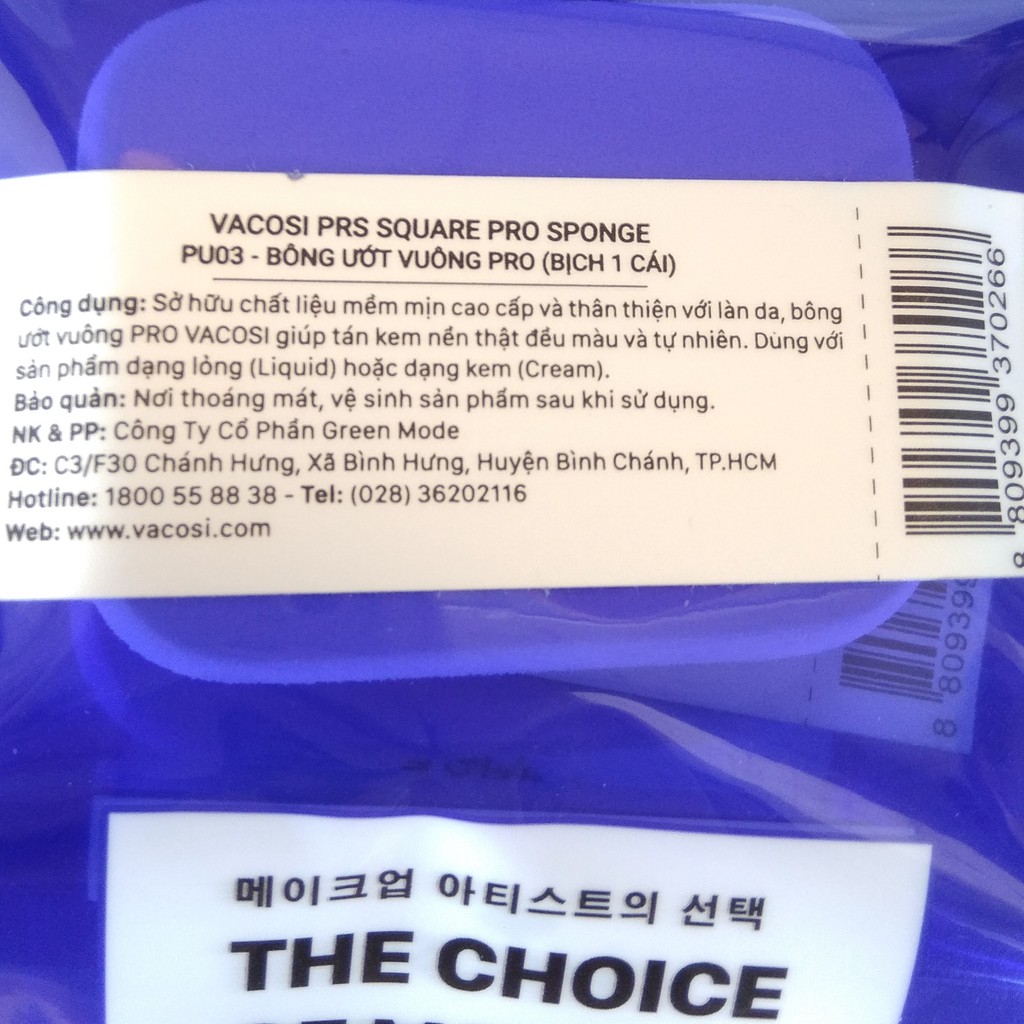 VACOSI PRS SQUARE PRO SPONGE
PU03 - BÔNG ƯỚT VUÔNG PRO (BỊCH 1 CÁI)
Công dụng: Sở hữu chất liệu mềm mịn cao cấp và thân thiện với làn da, bông
ướt vuông PRO VACOSI giúp tán kem nền thật đều màu và tự nhiên. Dùng với
sản phẩm dạng lỏng (Liquid) hoặc dạng kem (Cream).
Bảo quản: Nơi thoáng mát, vệ sinh sản phẩm sau khi sử dụng.
NK & PP: Công Ty Cổ Phần Green Mode
ĐC: C3/F30 Chánh Hưng, Xã Bình Hưng, Huyện Bình Chánh, TP.HCM
Hotline: 1800 55 88 38 - Tel: (028) 36202116
Web: www.vacosi.com
8 809399 370266
8 809399
메이크업 아티스트의 선택
THE CHOICE